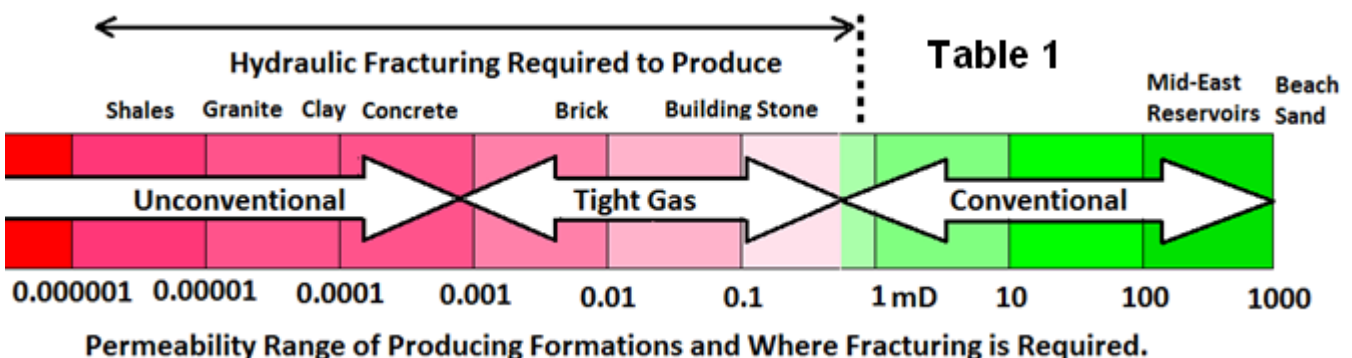 Table 1
Hydraulic Fracturing Required to Produce
Mid-East Beach
Shales Granite Clay Concrete Brick Building Stone Reservoirs Sand
Unconventional Tight Gas Conventional
0.000001 0.00001 0.0001 0.001 0.01 0.1 1 mD 10 100 1000
Permeability Range of Producing Formations and Where Fracturing is Required.